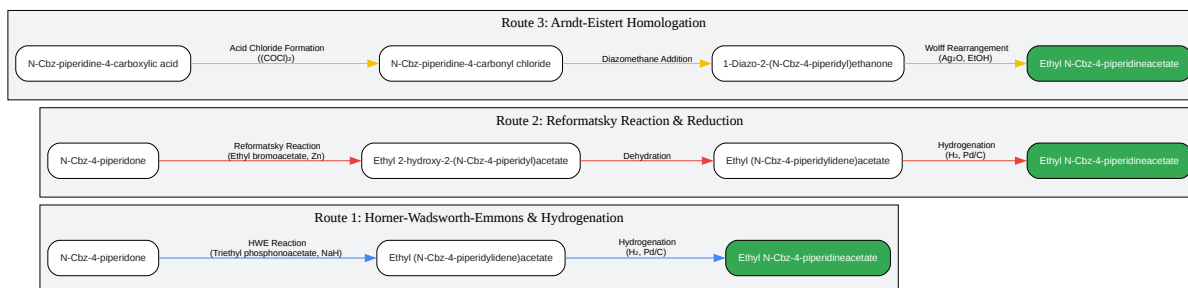 Route 3: Arndt-Eistert Homologation
N-Cbz-piperidine-4-carboxylic acid
Acid Chloride Formation
((COCl)₂)
N-Cbz-piperidine-4-carbonyl chloride
Diazomethane Addition
1-Diazo-2-(N-Cbz-4-piperidyl)ethanone
Wolff Rearrangement
(Ag₂O, EtOH)
Ethyl N-Cbz-4-piperidineacetate
Route 2: Reformatsky Reaction & Reduction
N-Cbz-4-piperidone
Reformatsky Reaction
(Ethyl bromoacetate, Zn)
Ethyl 2-hydroxy-2-(N-Cbz-4-piperidyl)acetate
Dehydration
Ethyl (N-Cbz-4-piperidylidene)acetate
Hydrogenation
(H₂, Pd/C)
Ethyl N-Cbz-4-piperidineacetate
Route 1: Horner-Wadsworth-Emmons & Hydrogenation
N-Cbz-4-piperidone
HWE Reaction
(Triethyl phosphonoacetate, NaH)
Ethyl (N-Cbz-4-piperidylidene)acetate
Hydrogenation
(H₂, Pd/C)
Ethyl N-Cbz-4-piperidineacetate